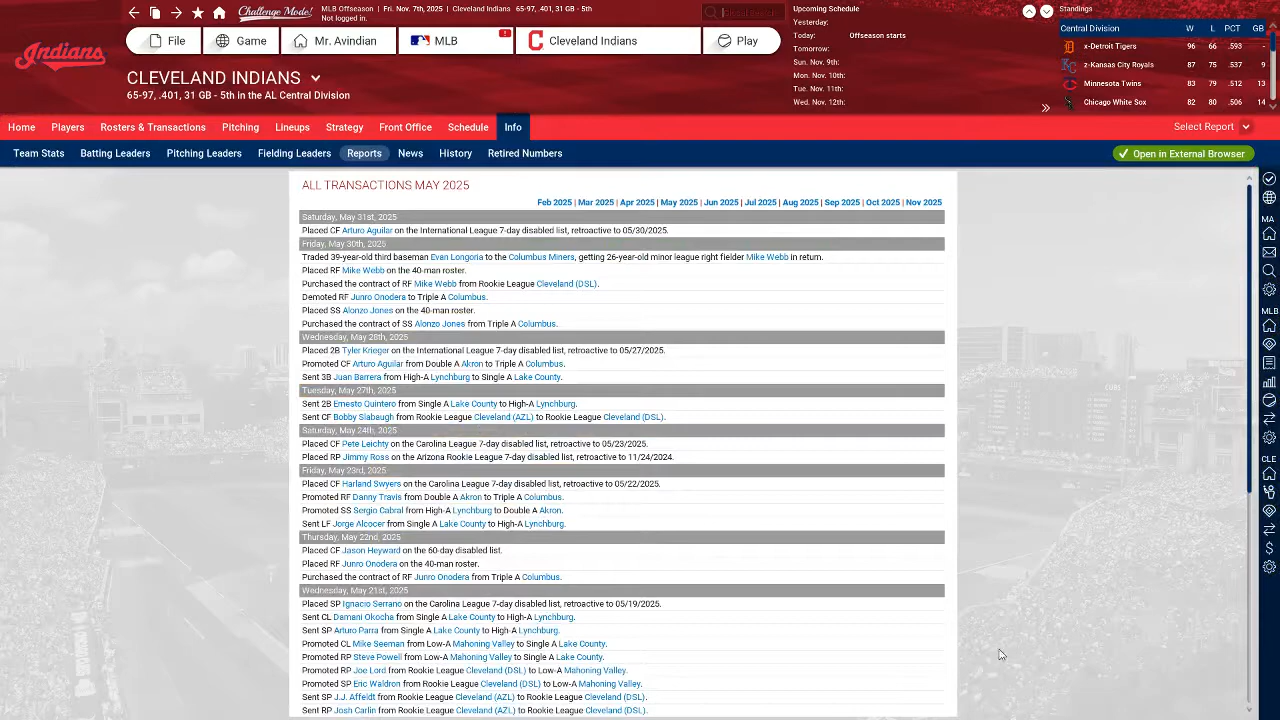 Challenge Mode!
MLB Offseason | Fri. Nov. 7th, 2025 | Cleveland Indians 65-97, .401, 31 GB - 5th
Not logged in.
Upcoming Schedule
Yesterday:
Today: Offseason starts
Tomorrow:
Sun. Nov. 9th:
Mon. Nov. 10th:
Tue. Nov. 11th:
Wed. Nov. 12th:
Standings
Central Division W L PCT GB
x-Detroit Tigers 96 66 .593 -
z-Kansas City Royals 87 75 .537 9
Minnesota Twins 83 79 .512 13
Chicago White Sox 82 80 .506 14
Indians
File
Game
Mr. Avindian
MLB
Cleveland Indians
Play
CLEVELAND INDIANS
65-97, .401, 31 GB - 5th in the AL Central Division
Home Players Rosters & Transactions Pitching Lineups Strategy Front Office Schedule Info
Select Report
Team Stats Batting Leaders Pitching Leaders Fielding Leaders Reports News History Retired Numbers
Open in External Browser
ALL TRANSACTIONS MAY 2025
Feb 2025 | Mar 2025 | Apr 2025 | May 2025 | Jun 2025 | Jul 2025 | Aug 2025 | Sep 2025 | Oct 2025 | Nov 2025
Saturday, May 31st, 2025
Placed CF Arturo Aguilar on the International League 7-day disabled list, retroactive to 05/30/2025.
Friday, May 30th, 2025
Traded 39-year-old third baseman Evan Longoria to the Columbus Miners, getting 26-year-old minor league right fielder Mike Webb in return.
Placed RF Mike Webb on the 40-man roster.
Purchased the contract of RF Mike Webb from Rookie League Cleveland (DSL).
Demoted RF Junro Onodera to Triple A Columbus.
Placed SS Alonzo Jones on the 40-man roster.
Purchased the contract of SS Alonzo Jones from Triple A Columbus.
Wednesday, May 28th, 2025
Placed 2B Tyler Krieger on the International League 7-day disabled list, retroactive to 05/27/2025.
Promoted CF Arturo Aguilar from Double A Akron to Triple A Columbus.
Sent 3B Juan Barrera from High-A Lynchburg to Single A Lake County.
Tuesday, May 27th, 2025
Sent 2B Ernesto Quintero from Single A Lake County to High-A Lynchburg.
Sent CF Bobby Slabaugh from Rookie League Cleveland (AZL) to Rookie League Cleveland (DSL).
Saturday, May 24th, 2025
Placed CF Pete Leichty on the Carolina League 7-day disabled list, retroactive to 05/23/2025.
Placed RP Jimmy Ross on the Arizona Rookie League 7-day disabled list, retroactive to 11/24/2024.
Friday, May 23rd, 2025
Placed CF Harland Swyers on the Carolina League 7-day disabled list, retroactive to 05/22/2025.
Promoted RF Danny Travis from Double A Akron to Triple A Columbus.
Promoted SS Sergio Cabral from High-A Lynchburg to Double A Akron.
Sent LF Jorge Alcocer from Single A Lake County to High-A Lynchburg.
Thursday, May 22nd, 2025
Placed CF Jason Heyward on the 60-day disabled list.
Placed RF Junro Onodera on the 40-man roster.
Purchased the contract of RF Junro Onodera from Triple A Columbus.
Wednesday, May 21st, 2025
Placed SP Ignacio Serrano on the Carolina League 7-day disabled list, retroactive to 05/19/2025.
Sent CL Damani Okocha from Single A Lake County to High-A Lynchburg.
Sent SP Arturo Parra from Single A Lake County to High-A Lynchburg.
Promoted CL Mike Seeman from Low-A Mahoning Valley to Single A Lake County.
Promoted RP Steve Powell from Low-A Mahoning Valley to Single A Lake County.
Promoted RP Joe Lord from Rookie League Cleveland (DSL) to Low-A Mahoning Valley.
Promoted SP Eric Waldron from Rookie League Cleveland (DSL) to Low-A Mahoning Valley.
Sent SP J.J. Affeldt from Rookie League Cleveland (AZL) to Rookie League Cleveland (DSL).
Sent RP Josh Carlin from Rookie League Cleveland (AZL) to Rookie League Cleveland (DSL).
MA
MLB
CLE